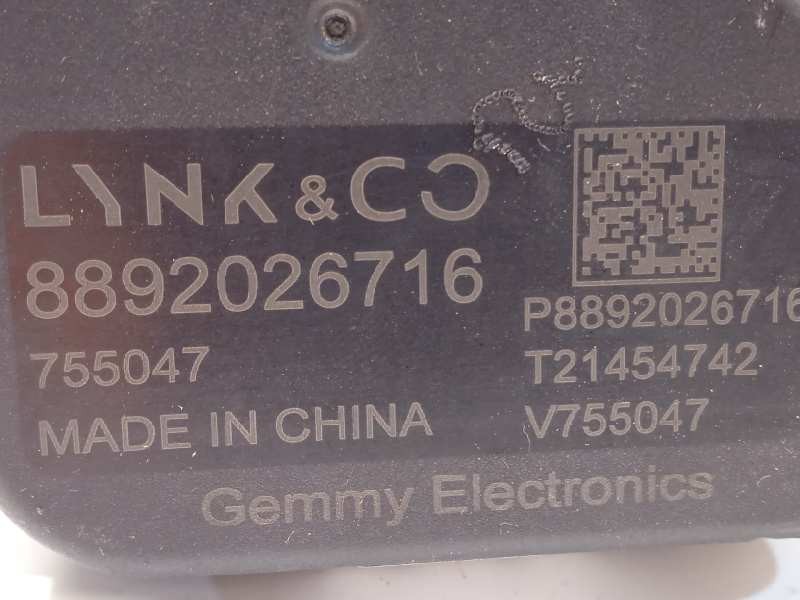 LYNK & CO
8892026716
755047
MADE IN CHINA
P8892026716
T21454742
V755047
Gemmy Electronics